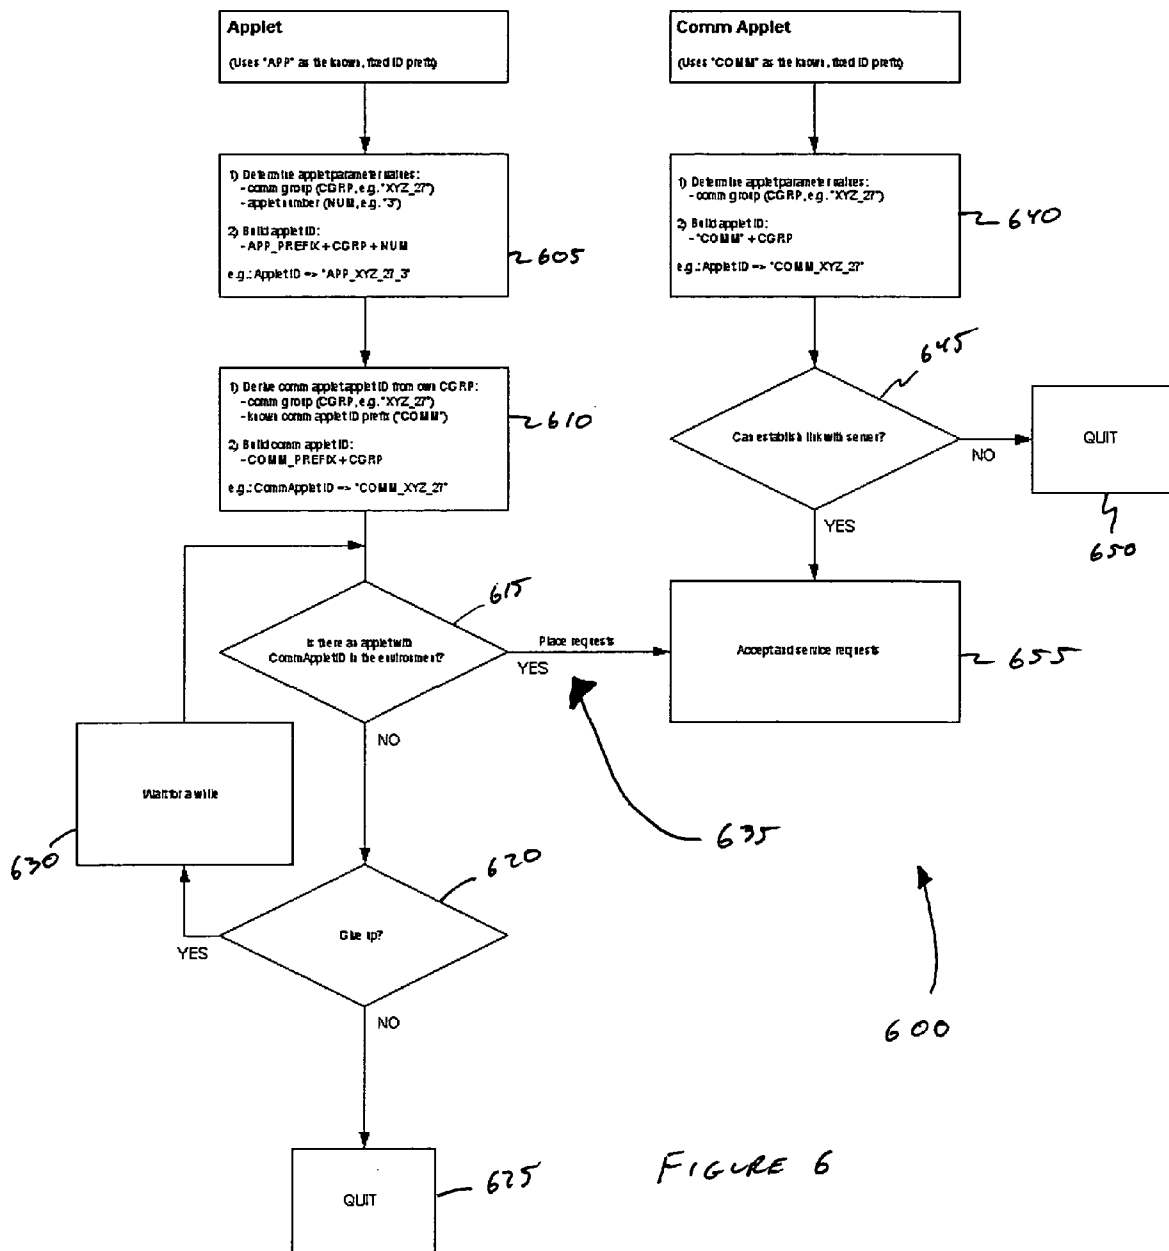 Applet
(Uses "APP" as the known, fixed ID prefix)
1) Determine applet parameter values:
- comm group (CGRP, e.g. "XYZ_27")
- applet number (NUM, e.g. "3")
2) Build applet ID:
- APP_PREFIX + CGRP + NUM
e.g.: Applet ID => "APP_XYZ_27_3"
605
1) Derive comm applet applet ID from own CGRP:
- comm group (CGRP, e.g. "XYZ_27")
- known comm applet ID prefix ("COMM")
2) Build comm applet ID:
- COMM_PREFIX + CGRP
e.g.: CommApplet ID => "COMM_XYZ_27"
610
Is there an applet with
CommAppletID in the environment?
615
YES
Place requests
635
NO
Wait for a while
630
Give up?
620
YES
NO
QUIT
625
Comm Applet
(Uses "COMM" as the known, fixed ID prefix)
1) Determine applet parameter values:
- comm group (CGRP, e.g. "XYZ_27")
2) Build applet ID:
- "COMM" + CGRP
e.g.: Applet ID => "COMM_XYZ_27"
640
Can establish link with server?
645
NO
QUIT
650
YES
Accept and service requests
655
600
FIGURE 6